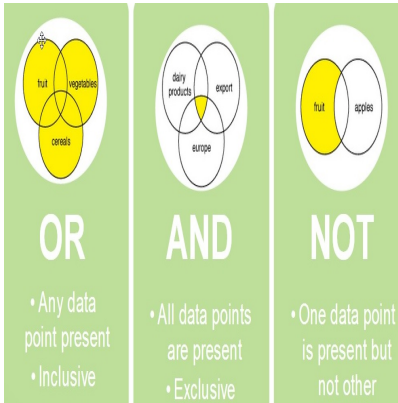 fruit
vegetables
cereals
OR
• Any data
point present
• Inclusive
dairy
products
export
europe
AND
• All data points
are present
• Exclusive
fruit
apples
NOT
• One data point
is present but
not other